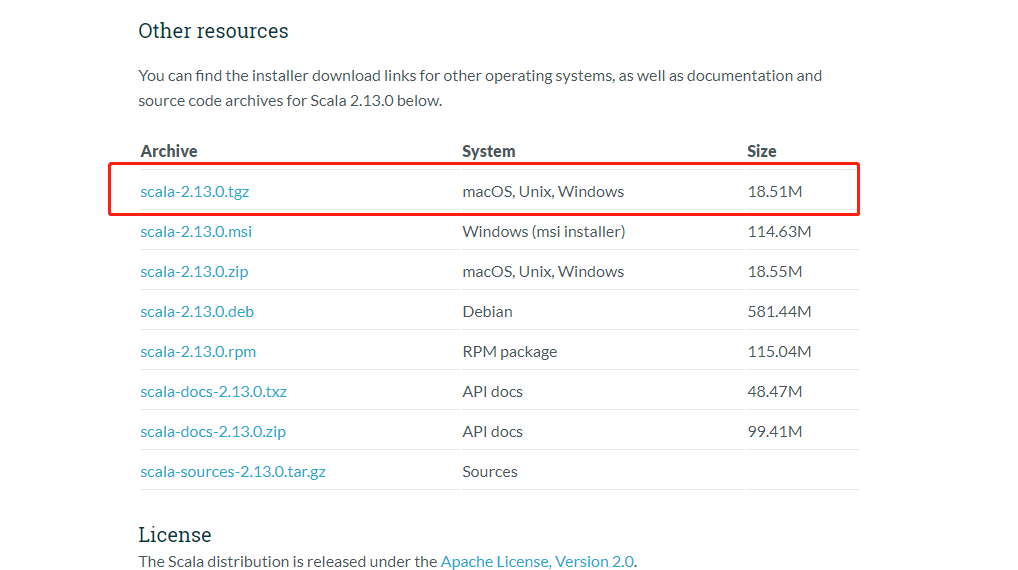 Other resources
You can find the installer download links for other operating systems, as well as documentation and
source code archives for Scala 2.13.0 below.
Archive System Size
scala-2.13.0.tgz macOS, Unix, Windows 18.51M
scala-2.13.0.msi Windows (msi installer) 114.63M
scala-2.13.0.zip macOS, Unix, Windows 18.55M
scala-2.13.0.deb Debian 581.44M
scala-2.13.0.rpm RPM package 115.04M
scala-docs-2.13.0.txz API docs 48.47M
scala-docs-2.13.0.zip API docs 99.41M
scala-sources-2.13.0.tar.gz Sources
License
The Scala distribution is released under the Apache License, Version 2.0.